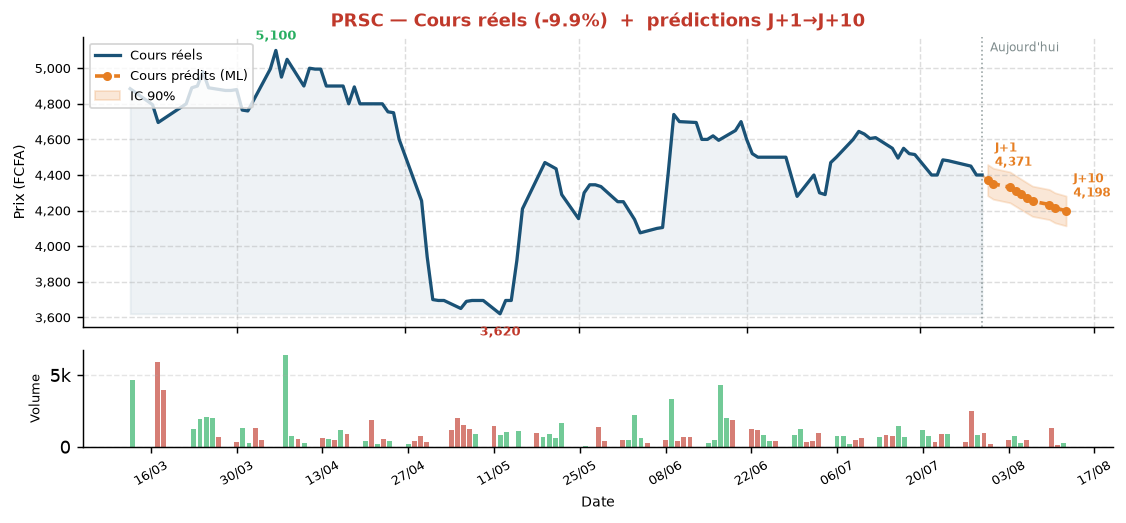 PRSC — Cours réels (-9.9%)  +  prédictions J+1→J+10
5,100
Aujourd'hui
Cours réels
Cours prédits (ML)
IC 90%
Prix (FCFA)
5,000
4,800
4,600
4,400
4,200
4,000
3,800
3,600
J+1
4,371
J+10
4,198
3,620
Volume
5k
0
16/03
30/03
13/04
27/04
11/05
25/05
08/06
22/06
06/07
20/07
03/08
17/08
Date